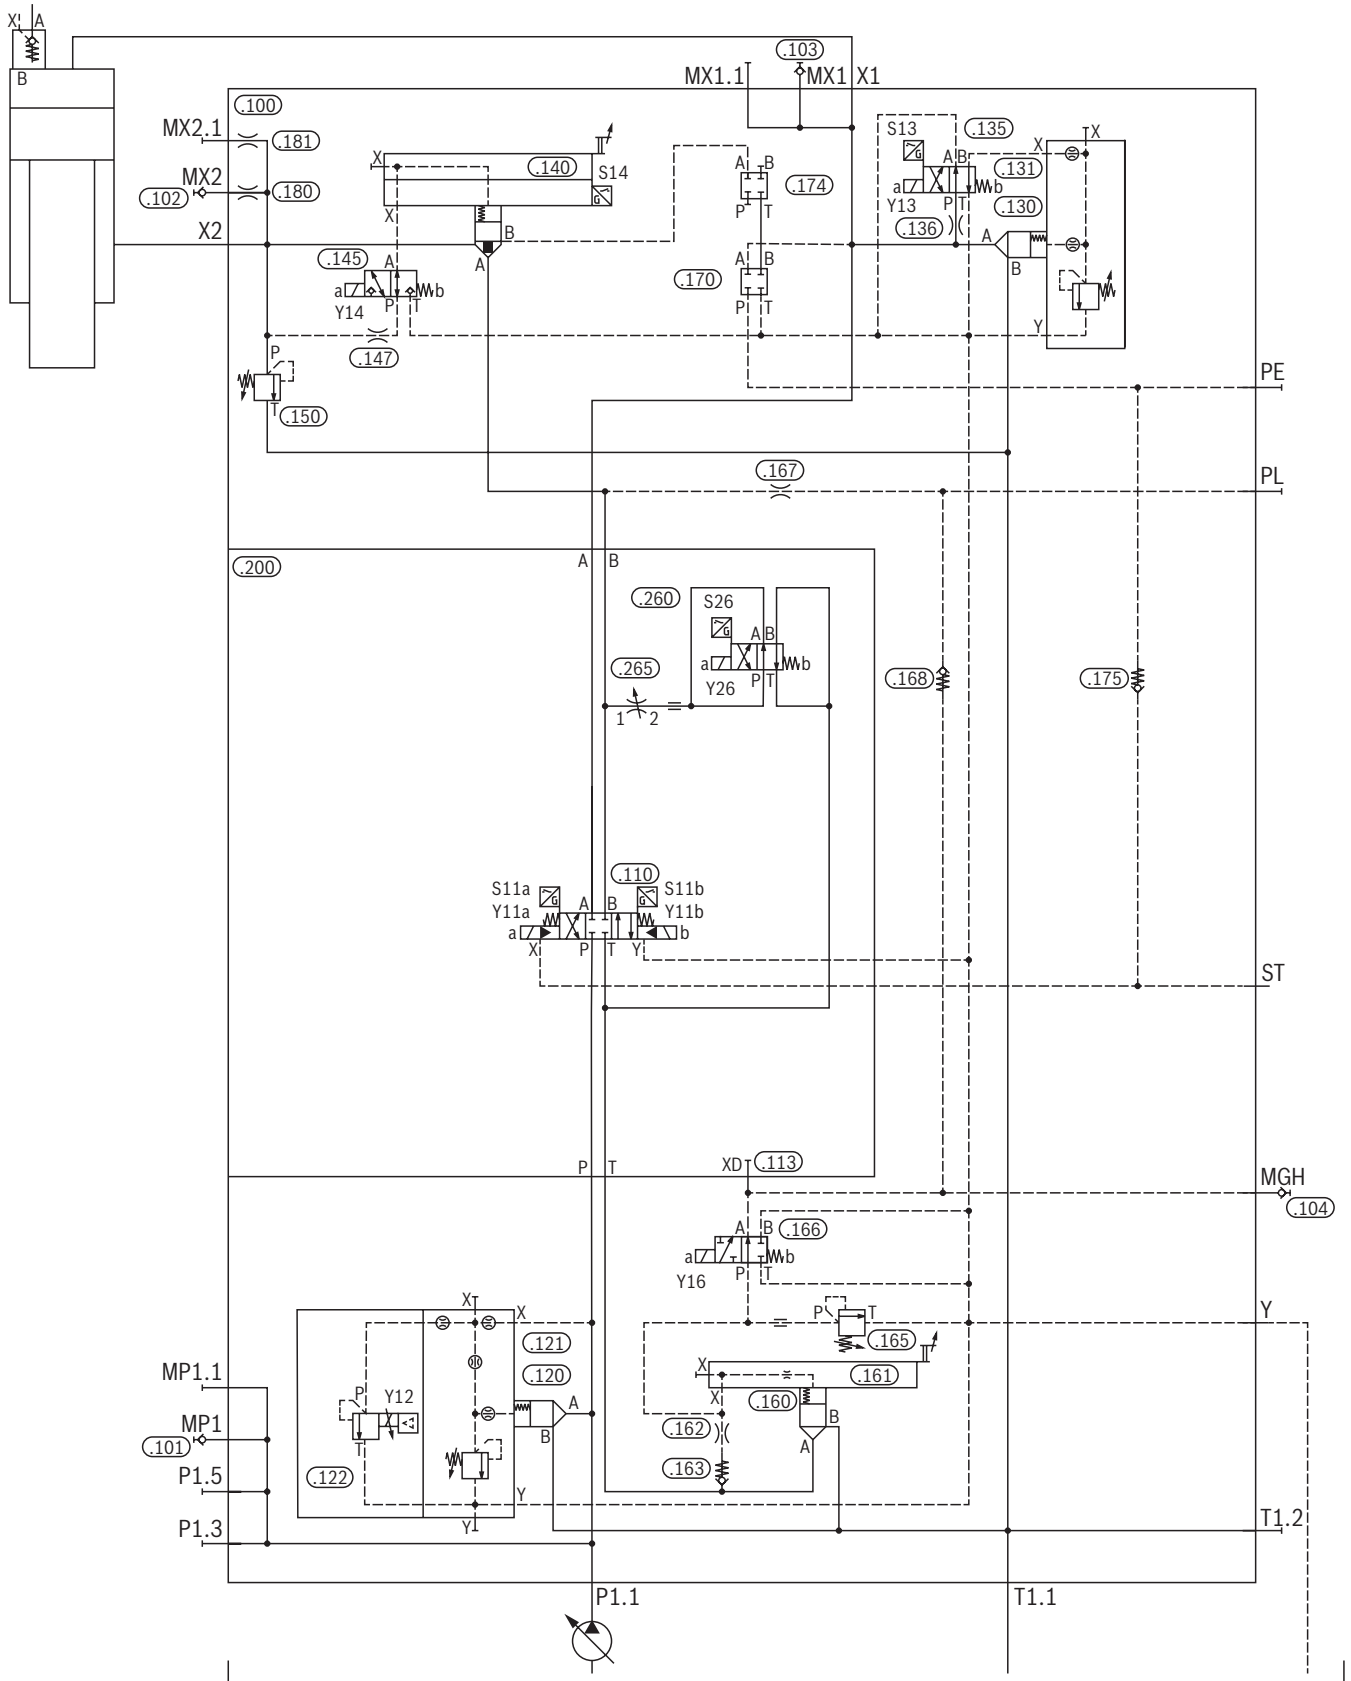 X A
B
.103
MX1.1 MX1 X1
.100
MX2.1 .181
MX2
.102 .180
X2
X .140 S14
G
X
B
A
.145
A
a b
P T
Y14
.147
P
T .150
A B
.174
P T
A B
.170
P T
S13 .135
G
A B
a b
Y13 P T
.136
X
X
.131
.130
A
B
Y
PE
.167
PL
.200
A B
.260 S26
G
A B
a b
P T
Y26
.265
1 2
.168
.175
.110
S11a G A B G S11b
Y11a Y11b
a b
X P T Y
ST
P T
XD .113
MGH
.104
A B .166
a b
P T
Y16
P T
.165
Y
X X
.121
.120
A
B
P Y12
T
.122
Y
Y
X .161
X
.160
B
A
.162
.163
MP1.1
MP1
.101
P1.5
P1.3
T1.2
P1.1 T1.1